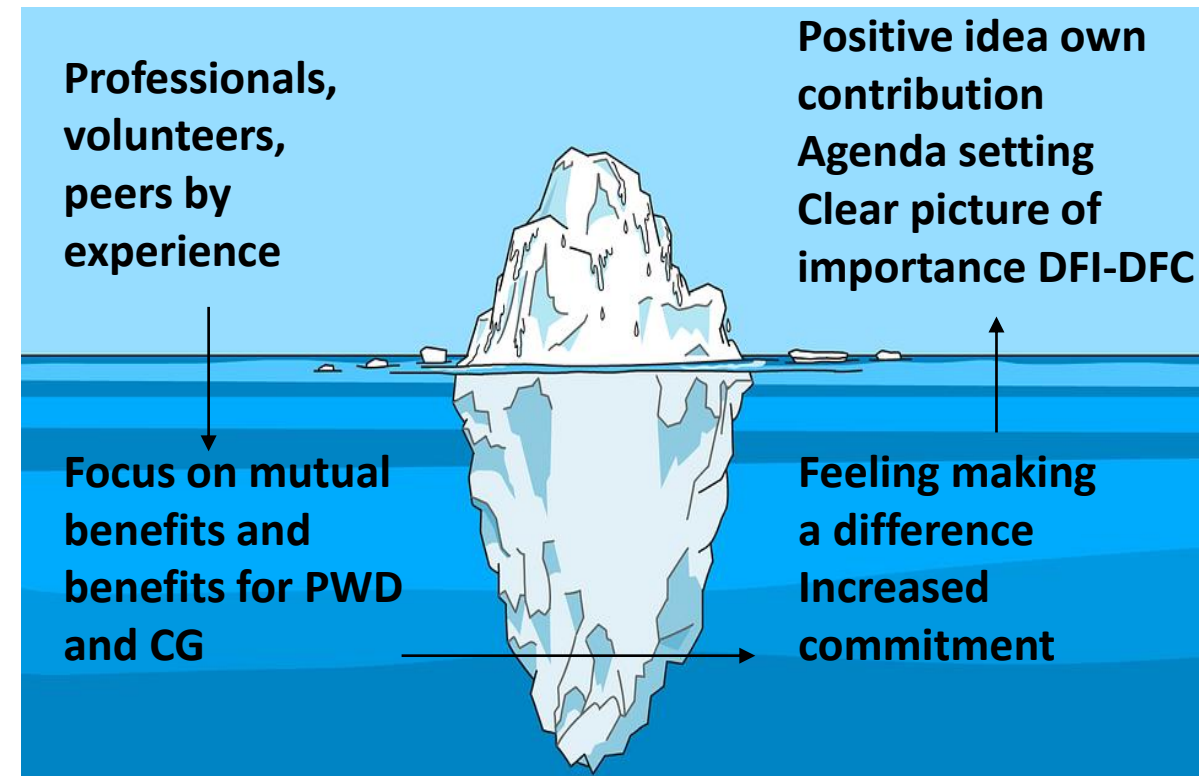 Professionals,
volunteers,
peers by
experience
Focus on mutual
benefits and
benefits for PWD
and CG
Feeling making
a difference
Increased
commitment
Positive idea own
contribution
Agenda setting
Clear picture of
importance DFI-DFC